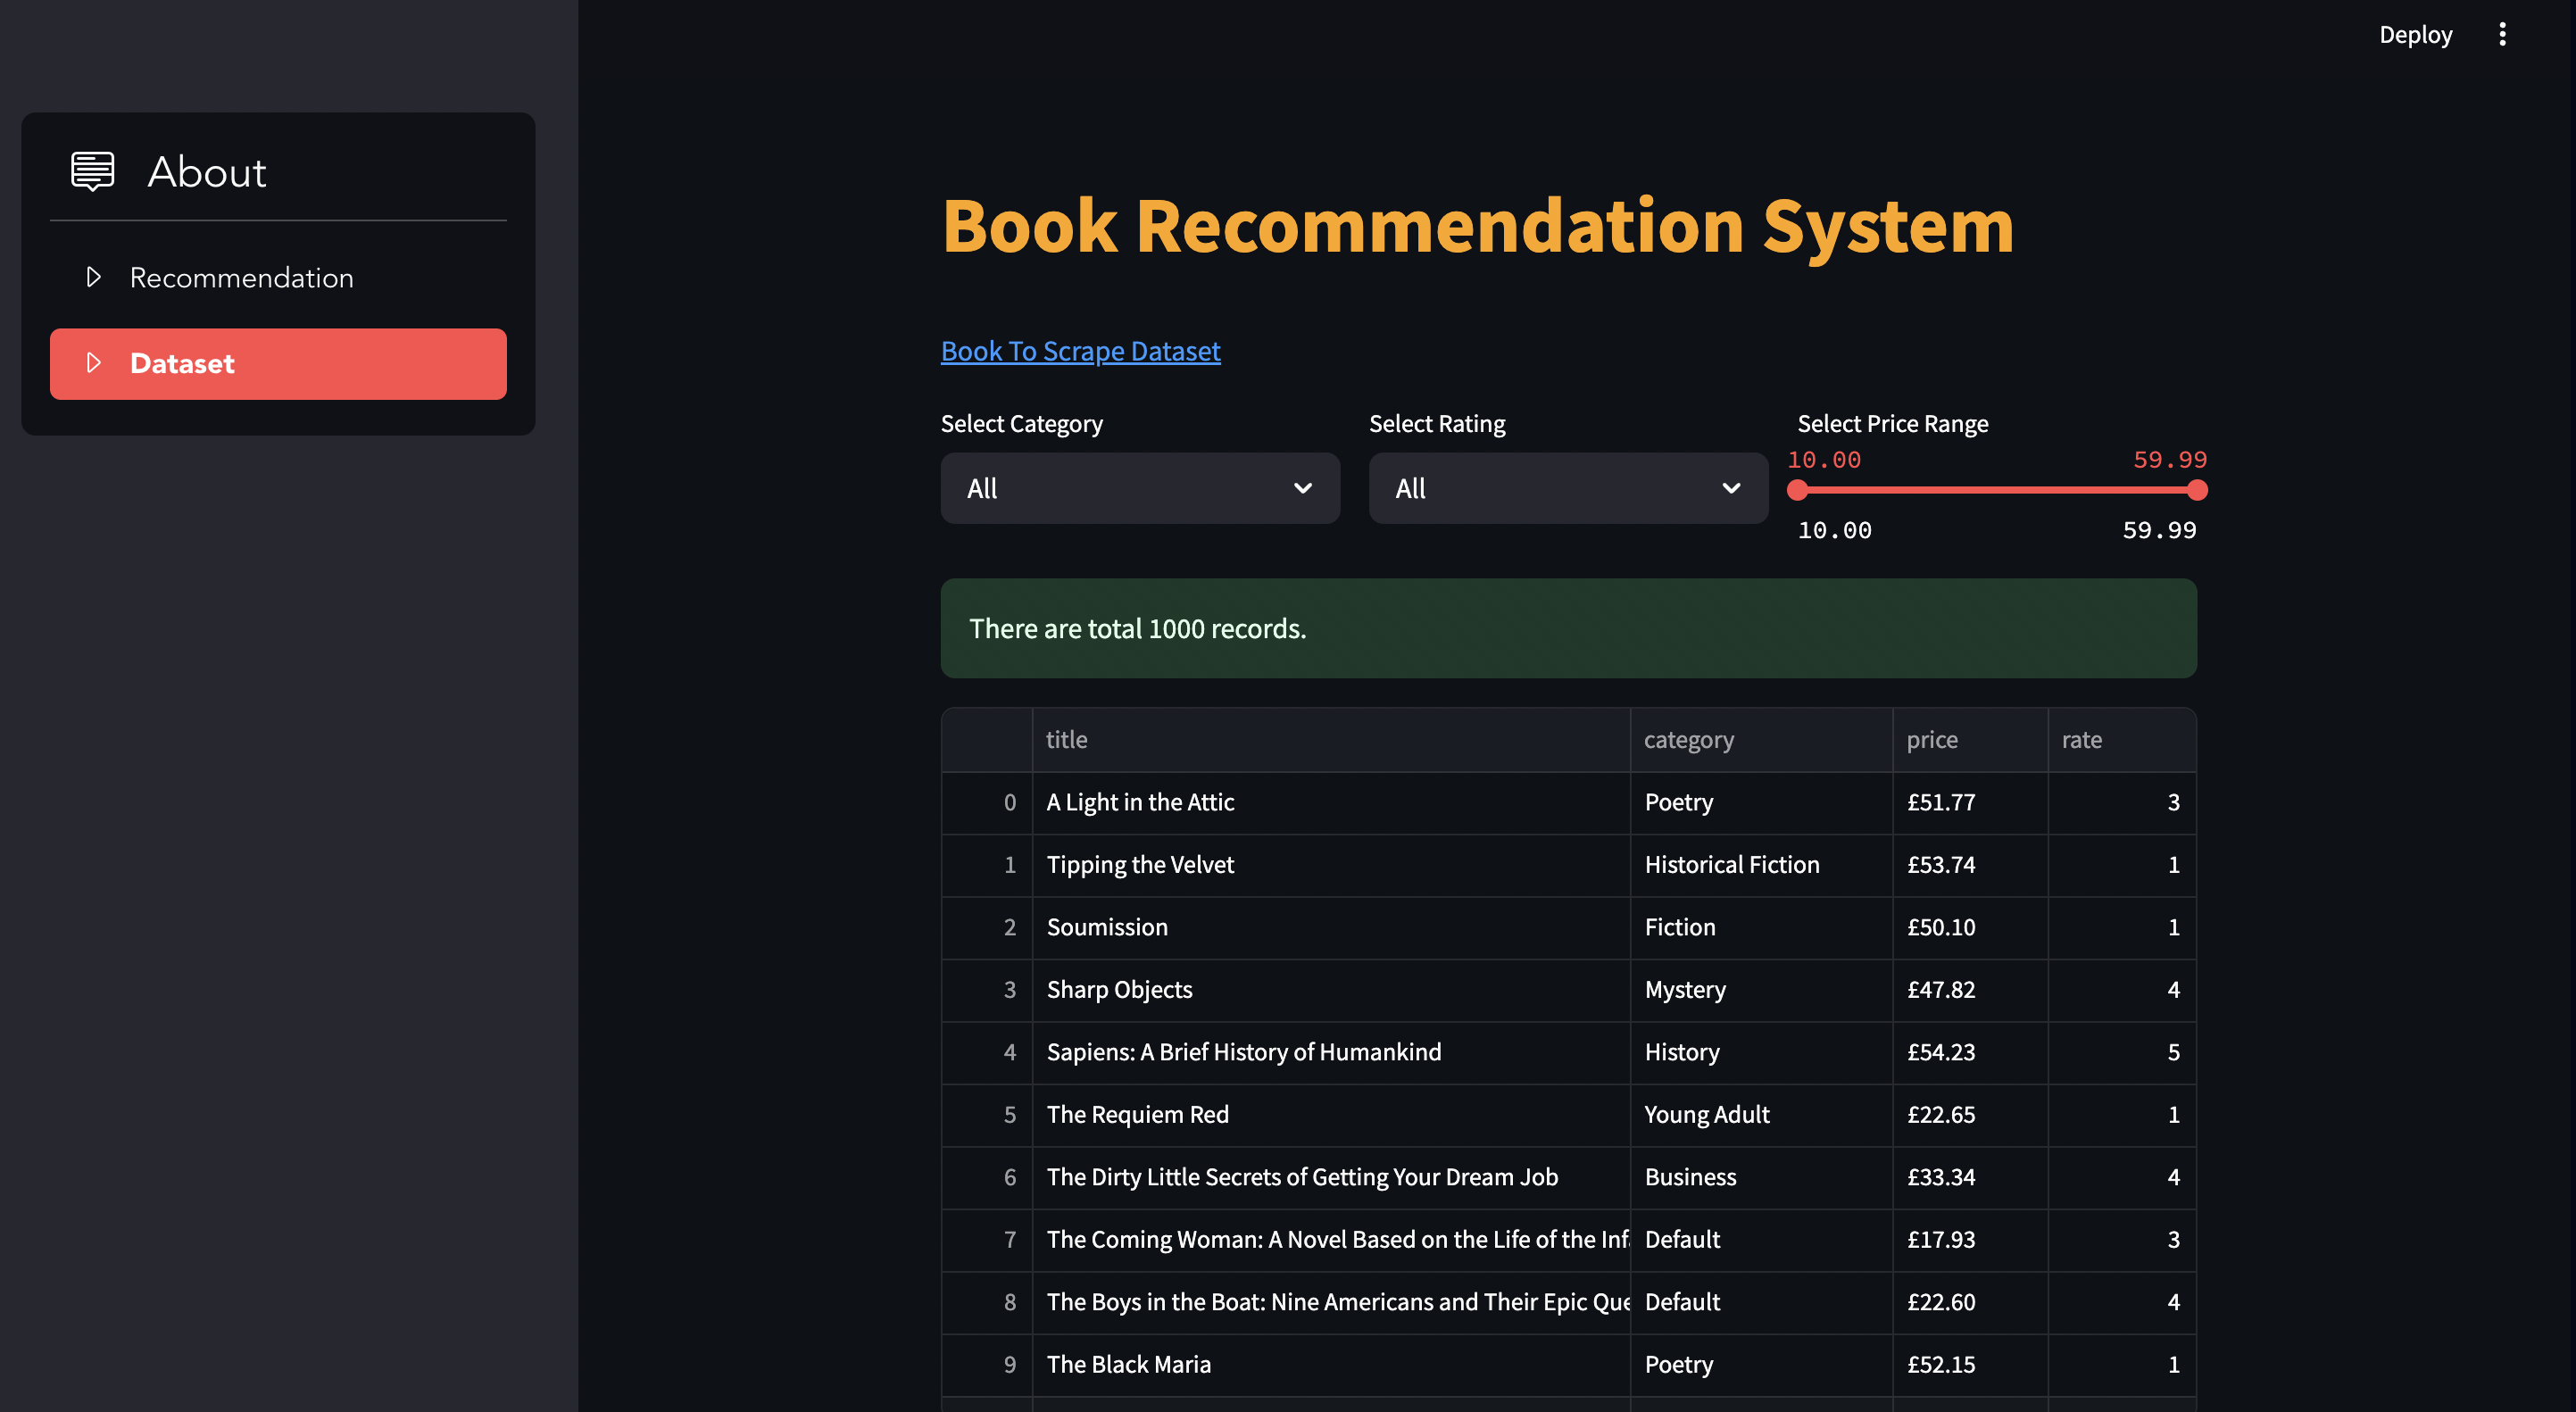 Deploy
About
Recommendation
Dataset
Book Recommendation System
Book To Scrape Dataset
Select Category Select Rating Select Price Range
10.00 59.99
All All
10.00 59.99
There are total 1000 records.
title category price rate
0 A Light in the Attic Poetry £51.77 3
1 Tipping the Velvet Historical Fiction £53.74 1
2 Soumission Fiction £50.10 1
3 Sharp Objects Mystery £47.82 4
4 Sapiens: A Brief History of Humankind History £54.23 5
5 The Requiem Red Young Adult £22.65 1
6 The Dirty Little Secrets of Getting Your Dream Job Business £33.34 4
7 The Coming Woman: A Novel Based on the Life of the Inf Default £17.93 3
8 The Boys in the Boat: Nine Americans and Their Epic Que Default £22.60 4
9 The Black Maria Poetry £52.15 1